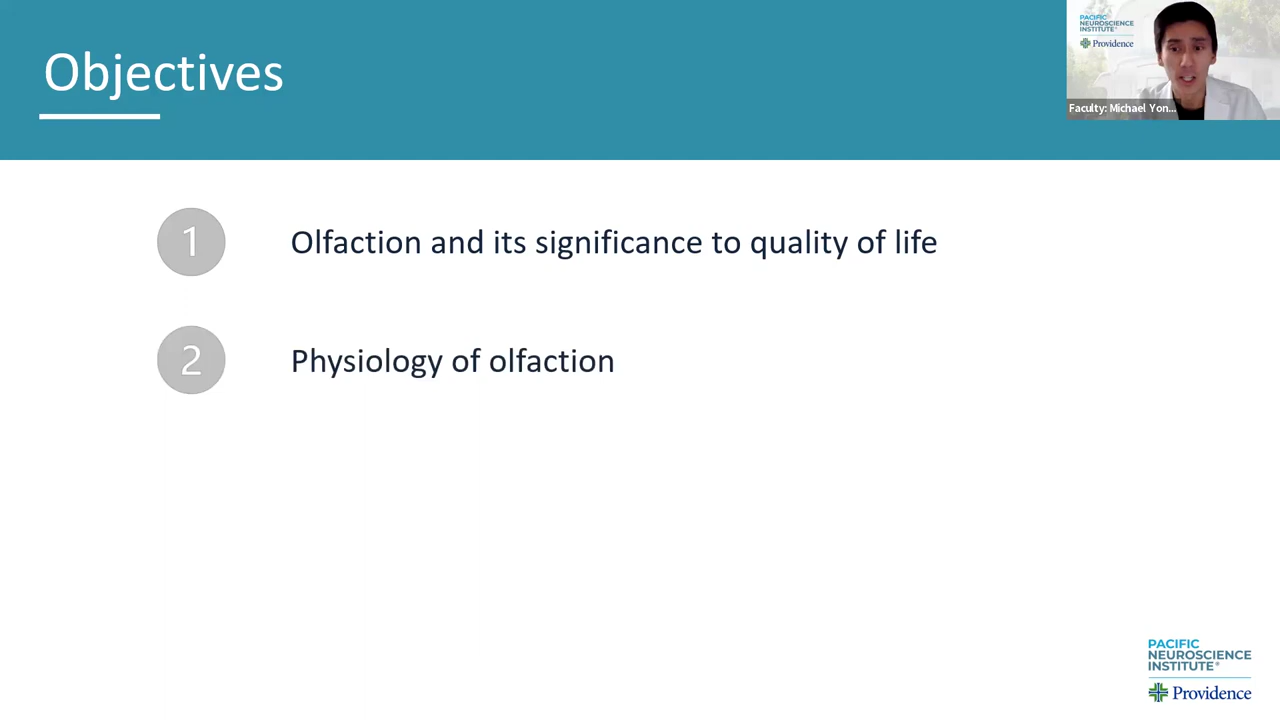 Objectives
PACIFIC
NEUROSCIENCE
INSTITUTE®
Providence
Faculty: Michael Yon...
1
Olfaction and its significance to quality of life
2
Physiology of olfaction
PACIFIC
NEUROSCIENCE
INSTITUTE®
Providence